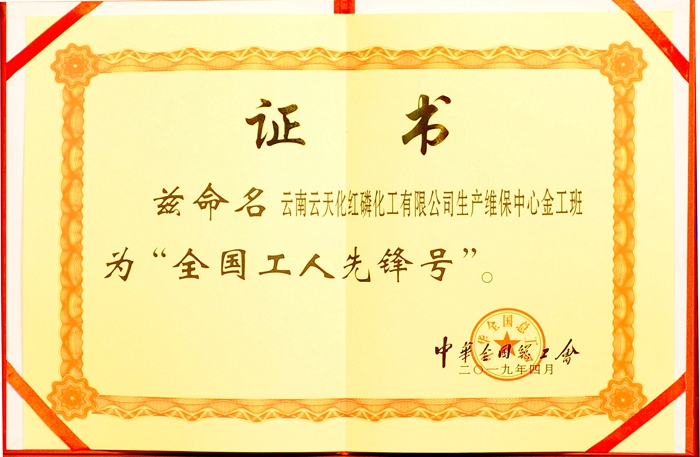 证 书
兹命名 云南云天化红磷化工有限公司生产维保中心金工班
为“全国工人先锋号”。
中华全国总工会
二〇一九年四月